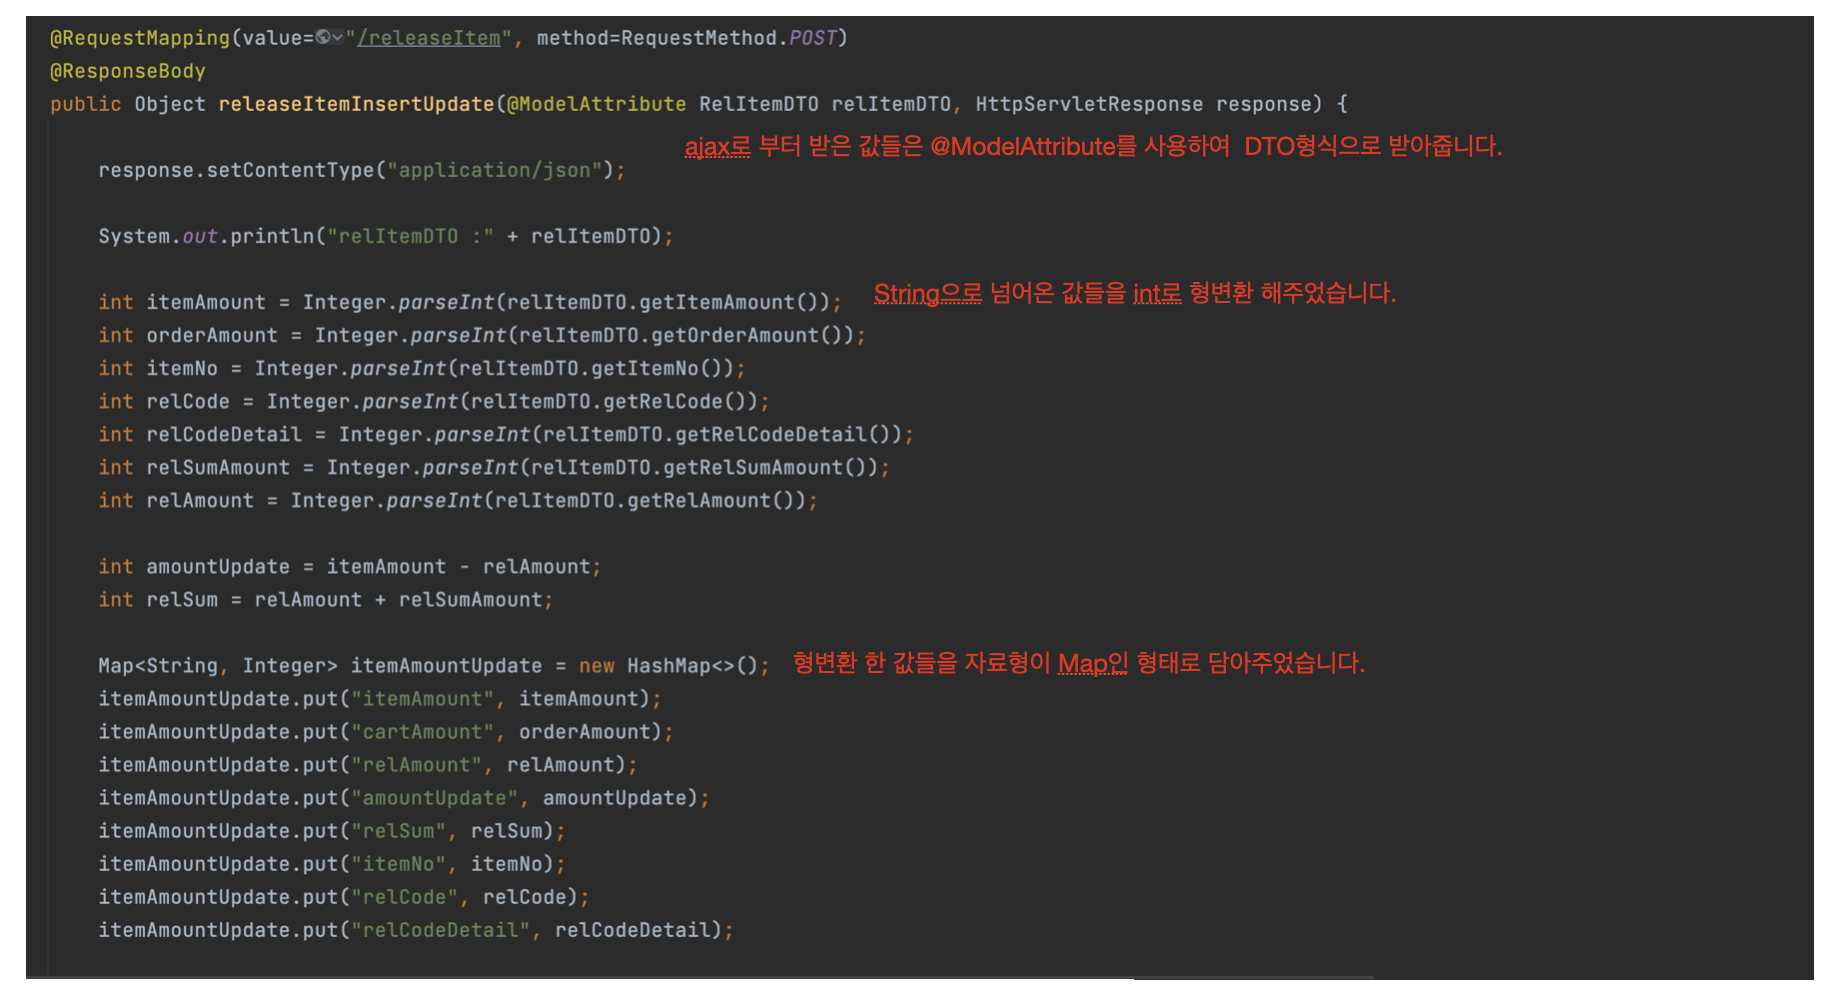 @RequestMapping(value="/releaseItem", method=RequestMethod.POST)
@ResponseBody
public Object releaseItemInsertUpdate(@ModelAttribute RelItemDTO relItemDTO, HttpServletResponse response) {
ajax로 부터 받은 값들은 @ModelAttribute를 사용하여  DTO형식으로 받아줍니다.
response.setContentType("application/json");
System.out.println("relItemDTO :" + relItemDTO);
int itemAmount = Integer.parseInt(relItemDTO.getItemAmount()); String으로 넘어온 값들을 int로 형변환 해주었습니다.
int orderAmount = Integer.parseInt(relItemDTO.getOrderAmount());
int itemNo = Integer.parseInt(relItemDTO.getItemNo());
int relCode = Integer.parseInt(relItemDTO.getRelCode());
int relCodeDetail = Integer.parseInt(relItemDTO.getRelCodeDetail());
int relSumAmount = Integer.parseInt(relItemDTO.getRelSumAmount());
int relAmount = Integer.parseInt(relItemDTO.getRelAmount());
int amountUpdate = itemAmount - relAmount;
int relSum = relAmount + relSumAmount;
Map<String, Integer> itemAmountUpdate = new HashMap<>(); 형변환 한 값들을 자료형이 Map인 형태로 담아주었습니다.
itemAmountUpdate.put("itemAmount", itemAmount);
itemAmountUpdate.put("cartAmount", orderAmount);
itemAmountUpdate.put("relAmount", relAmount);
itemAmountUpdate.put("amountUpdate", amountUpdate);
itemAmountUpdate.put("relSum", relSum);
itemAmountUpdate.put("itemNo", itemNo);
itemAmountUpdate.put("relCode", relCode);
itemAmountUpdate.put("relCodeDetail", relCodeDetail);